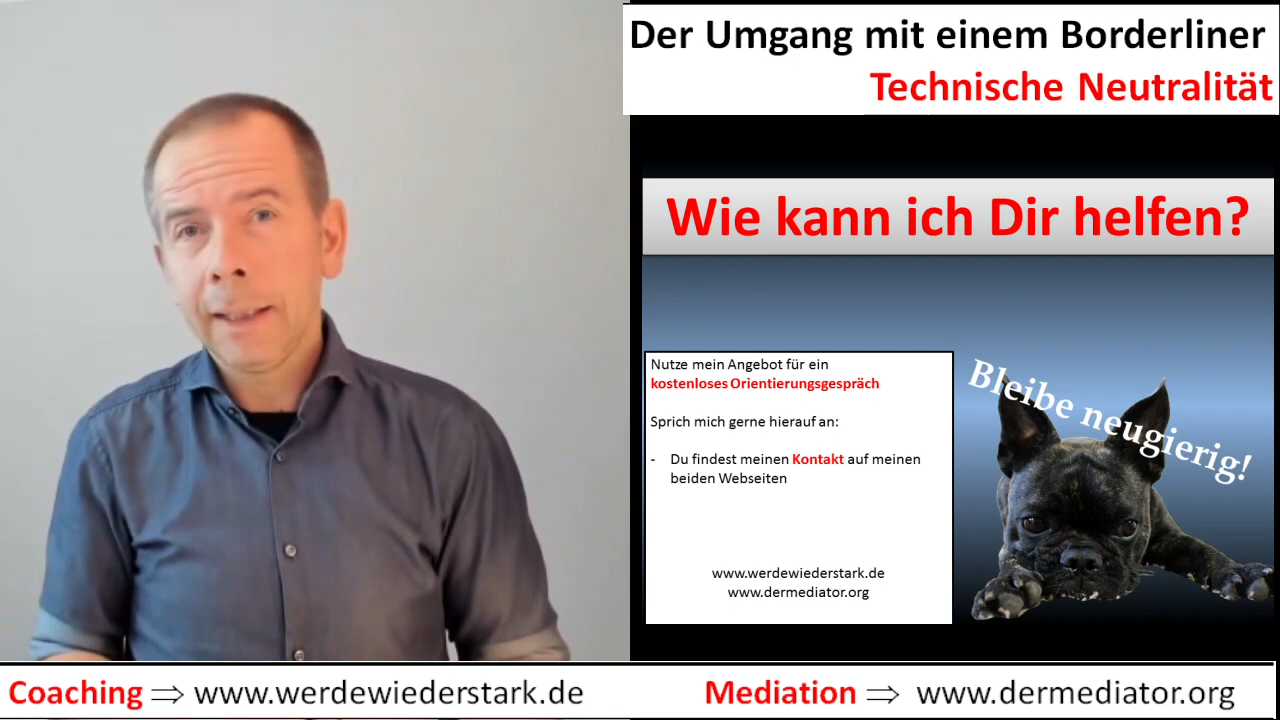 Der Umgang mit einem Borderliner
Technische Neutralität
Wie kann ich Dir helfen?
Nutze mein Angebot für ein
kostenloses Orientierungsgespräch
Sprich mich gerne hierauf an:
- Du findest meinen Kontakt auf meinen
beiden Webseiten
www.werdewiederstark.de
www.dermediator.org
Bleibe neugierig!
Coaching ⇒ www.werdewiederstark.de
Mediation ⇒ www.dermediator.org